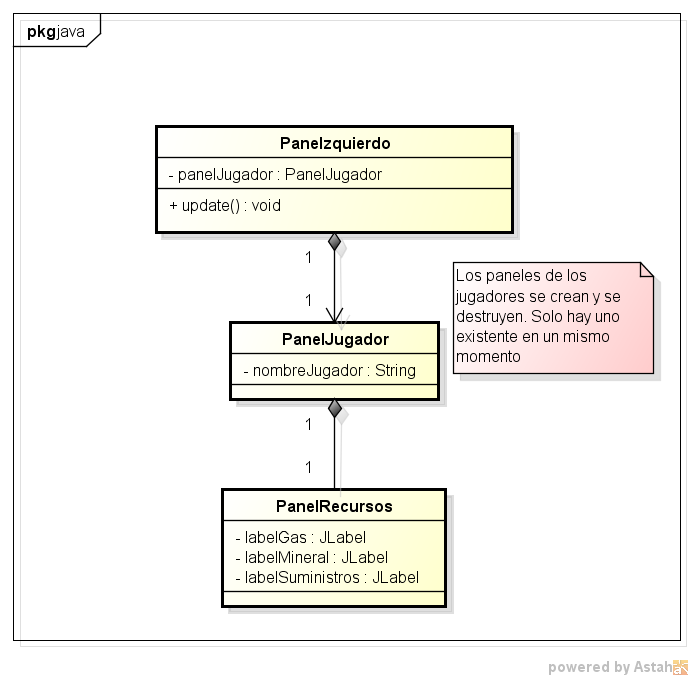 pkg java
Panelzquierdo
- panelJugador : PanelJugador
+ update() : void
1
1
Los paneles de los
jugadores se crean y se
destruyen. Solo hay uno
existente en un mismo
momento
PanelJugador
- nombreJugador : String
1
1
PanelRecursos
- labelGas : JLabel
- labelMineral : JLabel
- labelSuministros : JLabel
powered by Astah